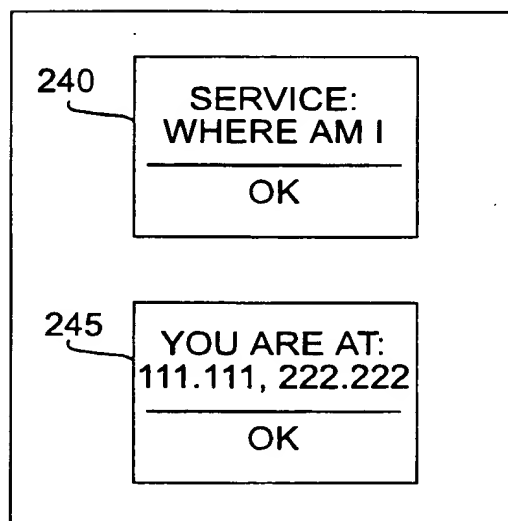 240
SERVICE:
WHERE AM I
OK
245
YOU ARE AT:
111.111, 222.222
OK